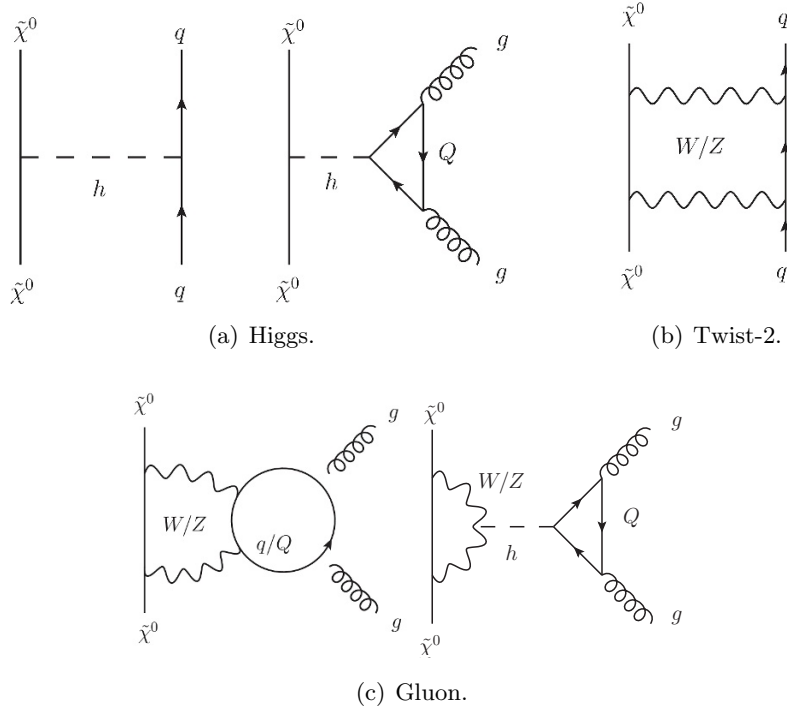 χ̃⁰ q χ̃⁰ g χ̃⁰ q
h h Q W/Z
χ̃⁰ q χ̃⁰ g χ̃⁰ q
(a) Higgs. (b) Twist-2.
χ̃⁰ g χ̃⁰ g
W/Z q/Q W/Z h Q
χ̃⁰ g χ̃⁰ g
(c) Gluon.